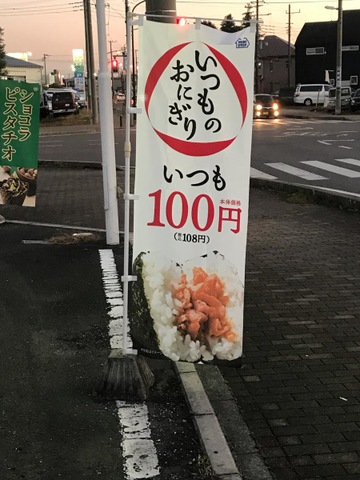 いつもの
おにぎり
いつも
本体価格
100円
(税込108円)
ショコラ
ピスタチオ